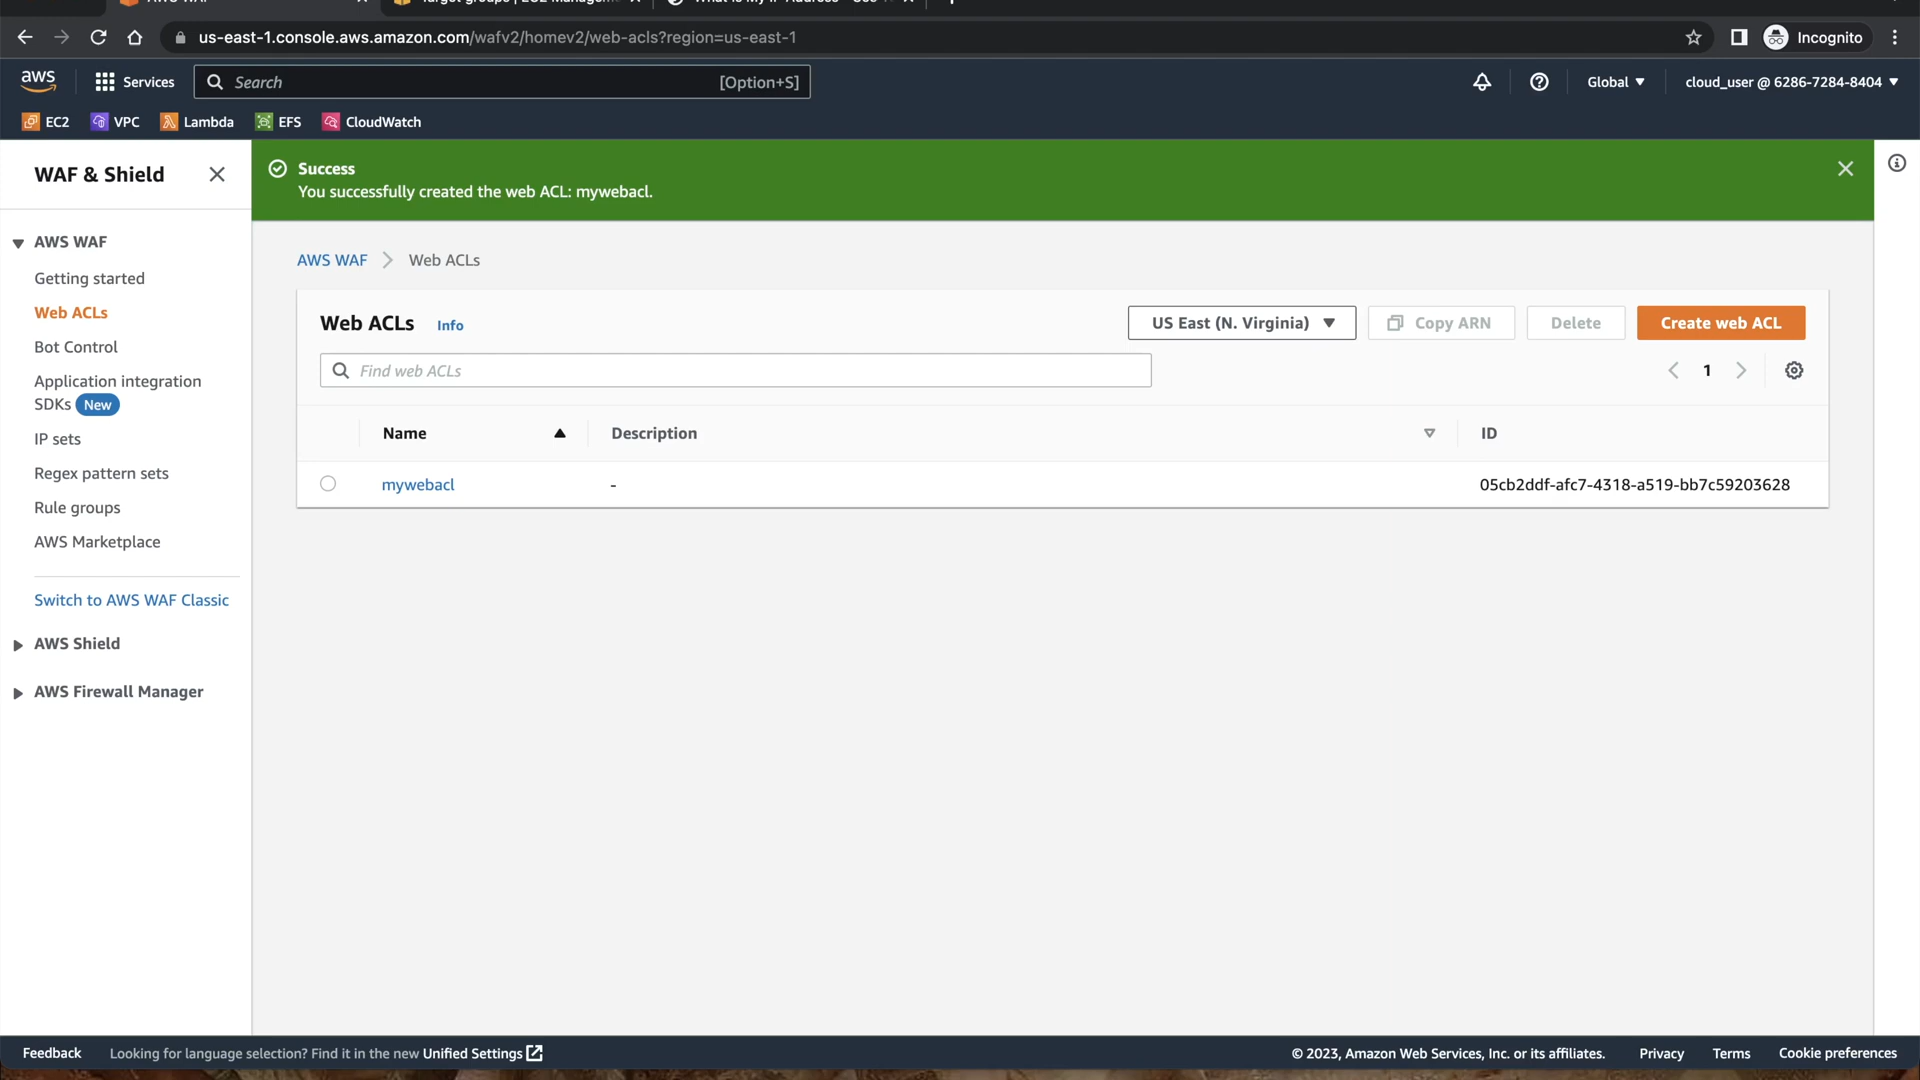 us-east-1.console.aws.amazon.com/wafv2/homev2/web-acls?region=us-east-1
Incognito
aws
Services
Search
[Option+S]
Global
cloud_user @ 6286-7284-8404
EC2
VPC
Lambda
EFS
CloudWatch
WAF & Shield
Success
You successfully created the web ACL: mywebacl.
AWS WAF
Getting started
Web ACLs
Bot Control
Application integration
SDKs New
IP sets
Regex pattern sets
Rule groups
AWS Marketplace
Switch to AWS WAF Classic
AWS Shield
AWS Firewall Manager
AWS WAF > Web ACLs
Web ACLs Info
US East (N. Virginia)
Copy ARN
Delete
Create web ACL
Find web ACLs
1
Name
Description
ID
mywebacl
-
05cb2ddf-afc7-4318-a519-bb7c59203628
Feedback
Looking for language selection? Find it in the new Unified Settings
© 2023, Amazon Web Services, Inc. or its affiliates.
Privacy
Terms
Cookie preferences